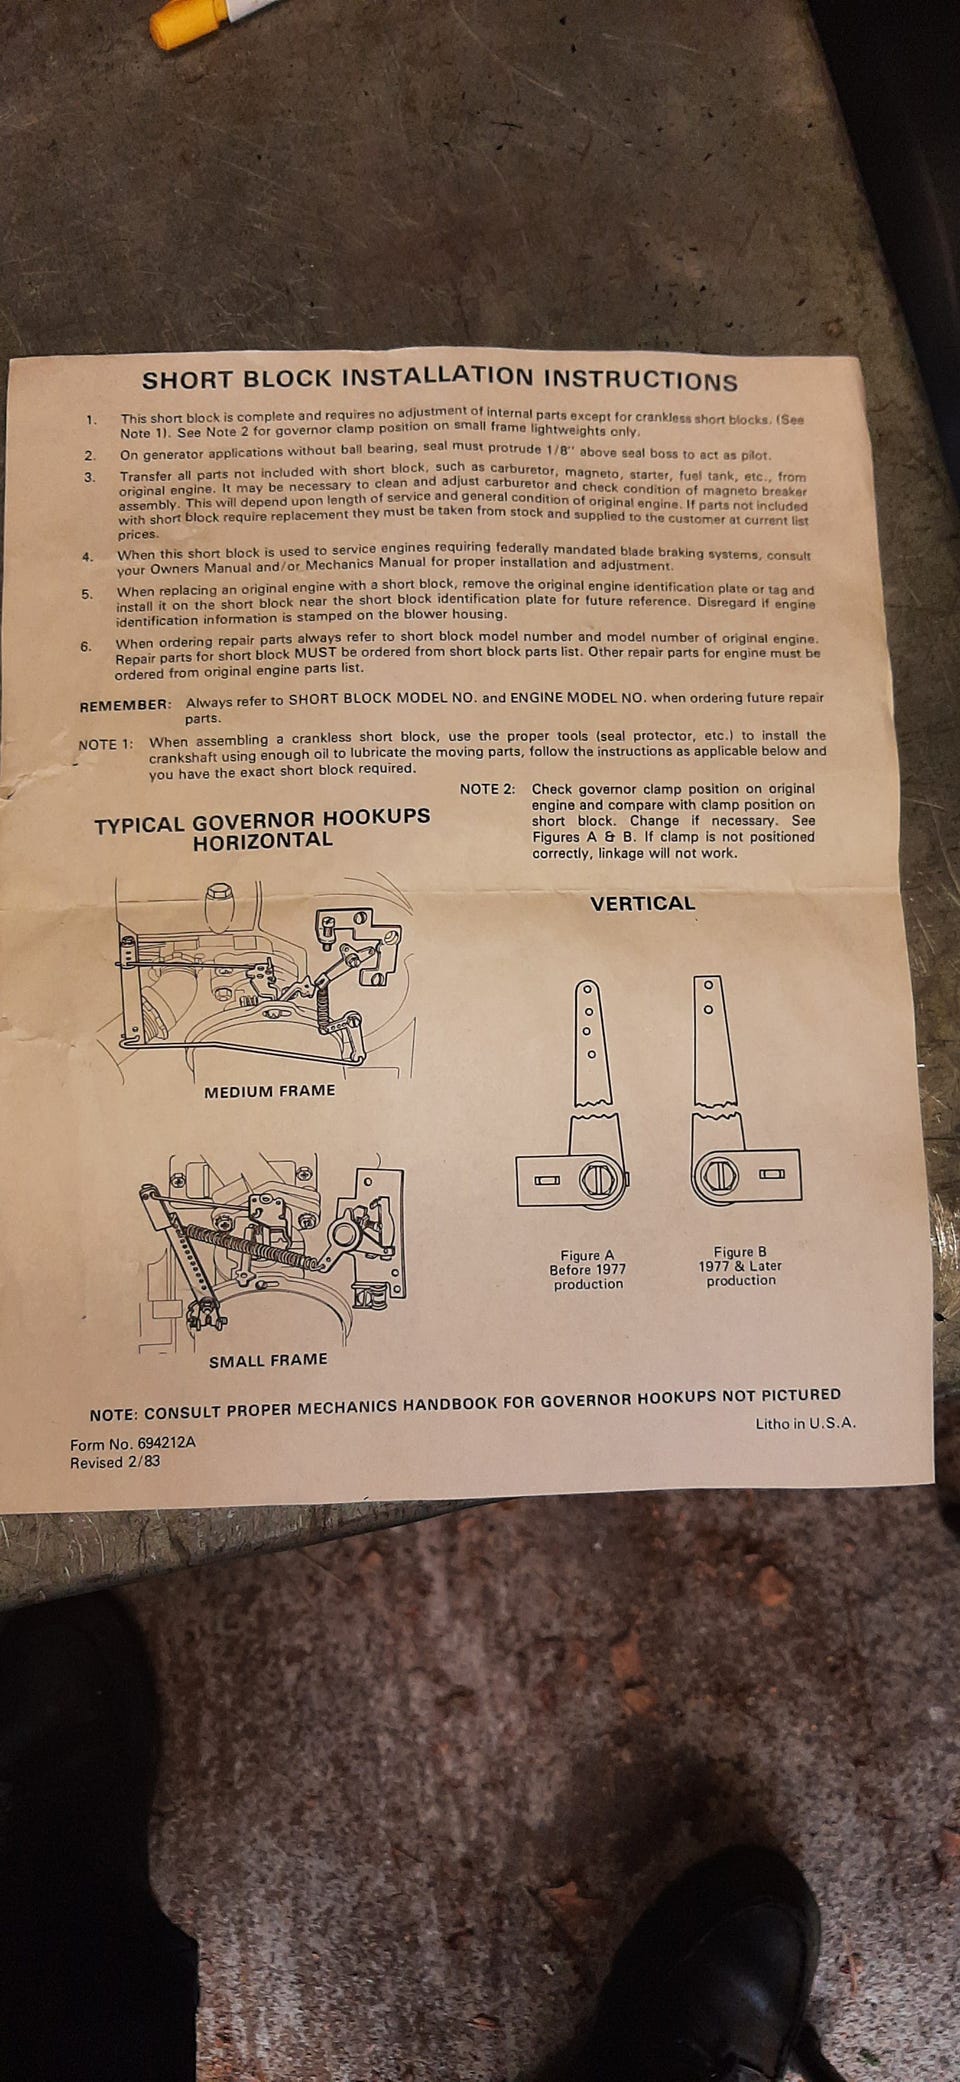 SHORT BLOCK INSTALLATION INSTRUCTIONS
1. This short block is complete and requires no adjustment of internal parts except for crankless short blocks. (See
Note 1). See Note 2 for governor clamp position on small frame lightweights only.
2. On generator applications without ball bearing, seal must protrude 1/8" above seal boss to act as pilot.
3. Transfer all parts not included with short block, such as carburetor, magneto, starter, fuel tank, etc., from
original engine. It may be necessary to clean and adjust carburetor and check condition of magneto breaker
assembly. This will depend upon length of service and general condition of original engine. If parts not included
with short block require replacement they must be taken from stock and supplied to the customer at current list
prices.
4. When this short block is used to service engines requiring federally mandated blade braking systems, consult
your Owners Manual and/or Mechanics Manual for proper installation and adjustment.
5. When replacing an original engine with a short block, remove the original engine identification plate or tag and
install it on the short block near the short block identification plate for future reference. Disregard if engine
identification information is stamped on the blower housing.
6. When ordering repair parts always refer to short block model number and model number of original engine.
Repair parts for short block MUST be ordered from short block parts list. Other repair parts for engine must be
ordered from original engine parts list.
REMEMBER: Always refer to SHORT BLOCK MODEL NO. and ENGINE MODEL NO. when ordering future repair
parts.
NOTE 1: When assembling a crankless short block, use the proper tools (seal protector, etc.) to install the
crankshaft using enough oil to lubricate the moving parts, follow the instructions as applicable below and
you have the exact short block required.
NOTE 2: Check governor clamp position on original
engine and compare with clamp position on
short block. Change if necessary. See
Figures A & B. If clamp is not positioned
correctly, linkage will not work.
TYPICAL GOVERNOR HOOKUPS
HORIZONTAL
VERTICAL
MEDIUM FRAME
Figure A
Before 1977
production
Figure B
1977 & Later
production
SMALL FRAME
NOTE: CONSULT PROPER MECHANICS HANDBOOK FOR GOVERNOR HOOKUPS NOT PICTURED
Litho in U.S.A.
Form No. 694212A
Revised 2/83